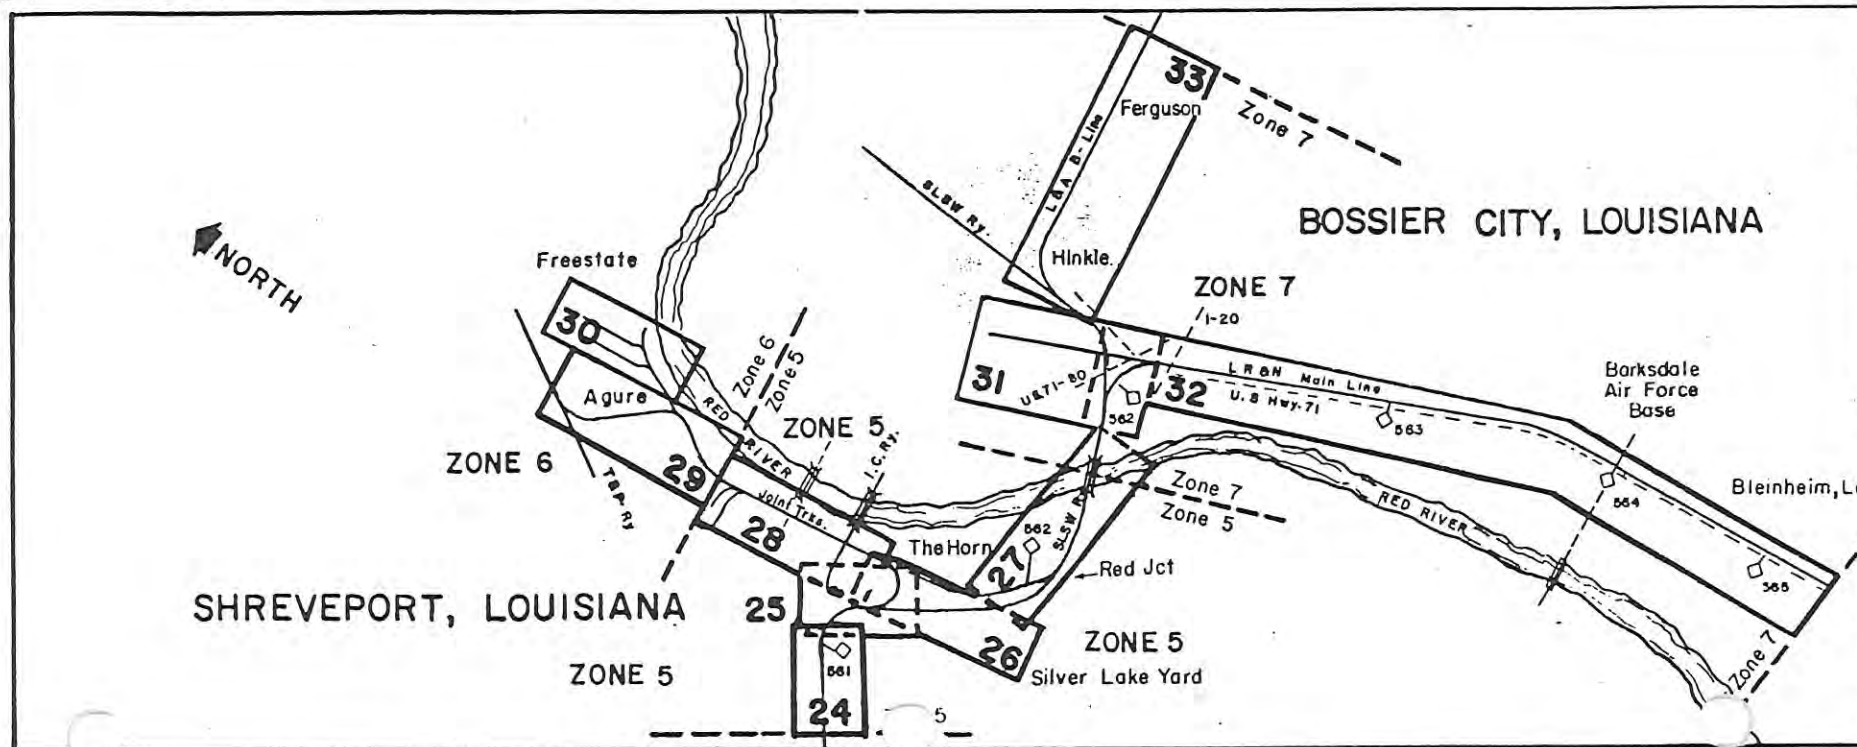 33
Ferguson
Zone 7
L & A B-Line
SLSW Ry.
BOSSIER CITY, LOUISIANA
Hinkle.
NORTH
Freestate
30
ZONE 7
I-20
Zone 6
Zone 5
31
32
LR&N Main Line
U.S Hwy-71
562
563
Barksdale
Air Force
Base
Agure
RED RIVER
ZONE 5
I.C. Ry.
ZONE 6
29
T&P Ry
Joint Trks.
28
The Horn
27
562
SLSW R
Zone 7
Zone 5
RED RIVER
564
Bleinheim, L
565
Red Jct
SHREVEPORT, LOUISIANA
25
ZONE 5
26
Silver Lake Yard
ZONE 5
561
24
5
Zone 7